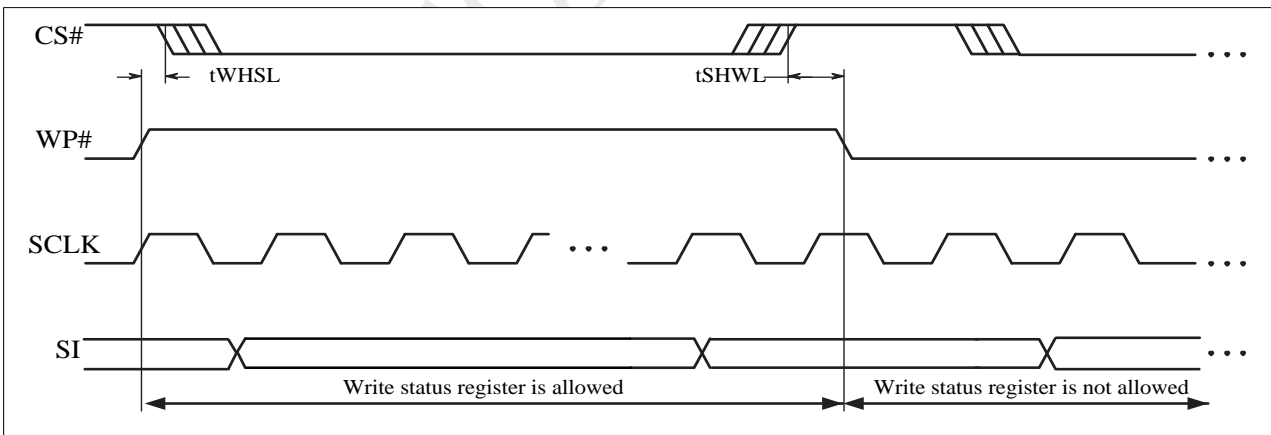 CS#
tWHSL
tSHWL
WP#
SCLK
SI
Write status register is allowed
Write status register is not allowed